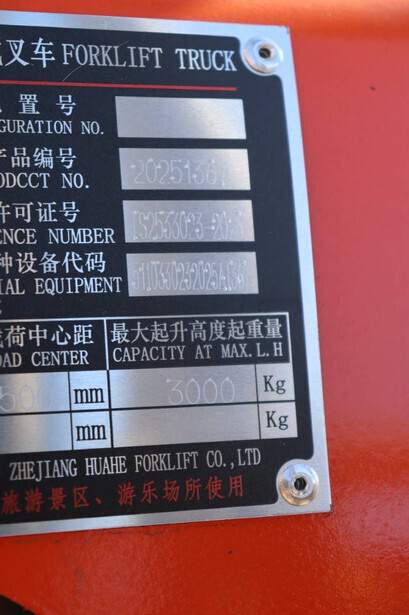 叉车 FORKLIFT TRUCK
置号
GURATION NO.
产品编号
ODCCT NO. 2025136
许可证号
ENCE NUMBER
种设备代码
IAL EQUIPMENT
载荷中心距 最大起升高度起重量
OAD CENTER CAPACITY AT MAX. L. H
500 mm 3000 Kg
mm Kg
ZHEJIANG HUAHE FORKLIFT CO.,LTD
旅游景区、游乐场所使用